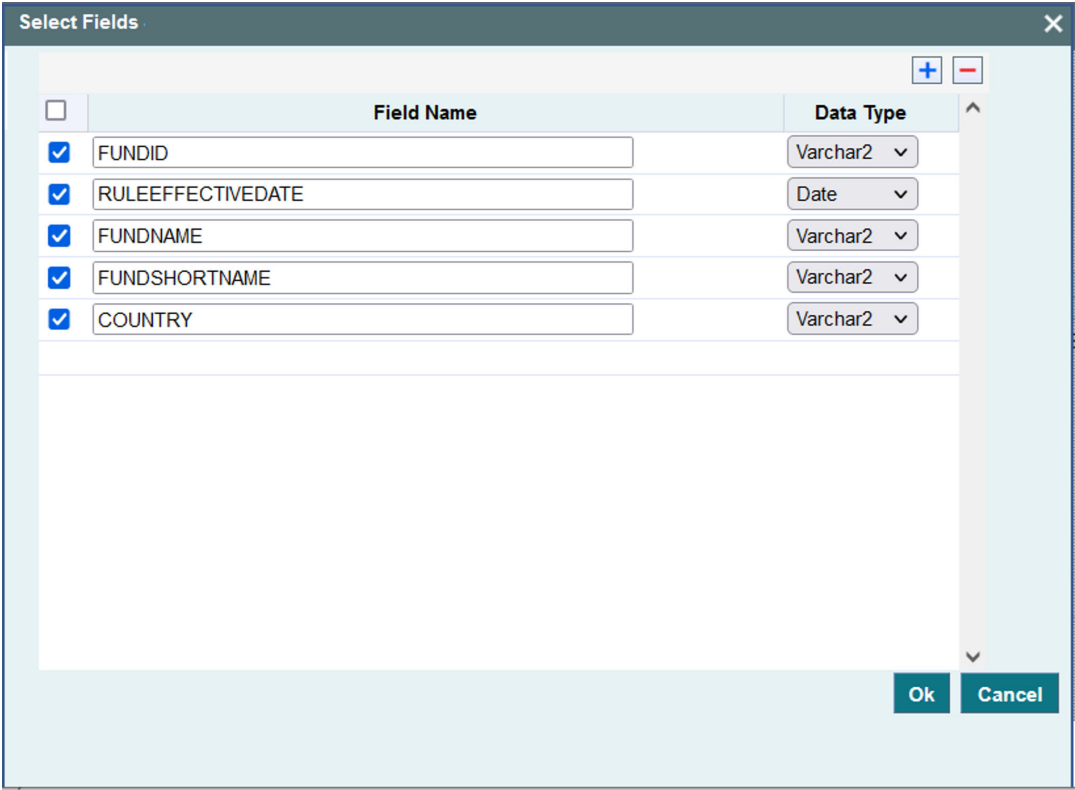 Select Fields
Field Name Data Type
FUNDID Varchar2
RULEEFFECTIVEDATE Date
FUNDNAME Varchar2
FUNDSHORTNAME Varchar2
COUNTRY Varchar2
Ok Cancel